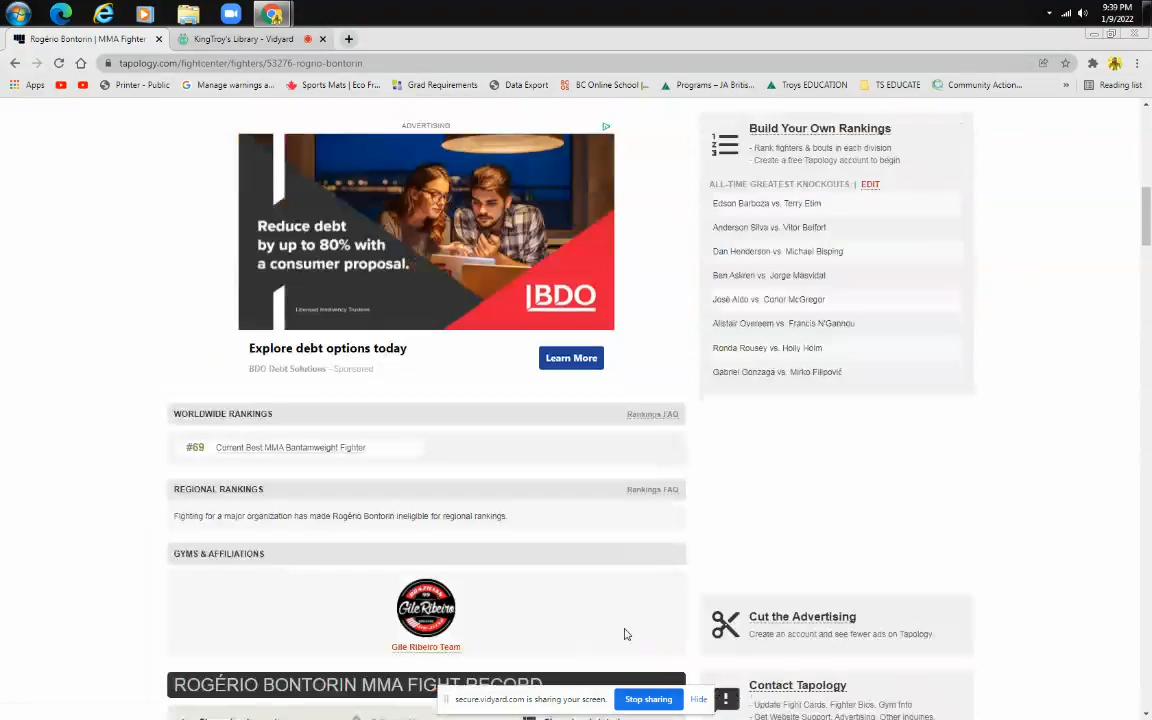 9:39 PM
1/9/2022
Rogério Bontorin | MMA Fighter
KingTroy's Library - Vidyard
tapology.com/fightcenter/fighters/53276-rogrio-bontorin
Apps
Printer - Public
Manage warnings a...
Sports Mats | Eco Fr...
Grad Requirements
Data Export
BC Online School |...
Programs – JA Britis...
Troys EDUCATION
TS EDUCATE
Community Action...
»
Reading list
ADVERTISING
Reduce debt
by up to 80% with
a consumer proposal.
Licensed Insolvency Trustees
BDO
Explore debt options today
BDO Debt Solutions – Sponsored
Learn More
WORLDWIDE RANKINGS
Rankings FAQ
#69 Current Best MMA Bantamweight Fighter
REGIONAL RANKINGS
Rankings FAQ
Fighting for a major organization has made Rogério Bontorin ineligible for regional rankings.
GYMS & AFFILIATIONS
Gile Ribeiro
Gile Ribeiro Team
ROGÉRIO BONTORIN MMA FIGHT RECORD
Build Your Own Rankings
- Rank fighters & bouts in each division
- Create a free Tapology account to begin
ALL-TIME GREATEST KNOCKOUTS | EDIT
Edson Barboza vs. Terry Etim
Anderson Silva vs. Vitor Belfort
Dan Henderson vs. Michael Bisping
Ben Askren vs. Jorge Masvidal
José Aldo vs. Conor McGregor
Alistair Overeem vs. Francis N'Gannou
Ronda Rousey vs. Holly Holm
Gabriel Gonzaga vs. Mirko Filipović
Cut the Advertising
Create an account and see fewer ads on Tapology.
Contact Tapology
- Update Fight Cards, Fighter Bios, Gym Info
- Get Website Support, Advertising, Other Inquiries
secure.vidyard.com is sharing your screen.
Stop sharing
Hide